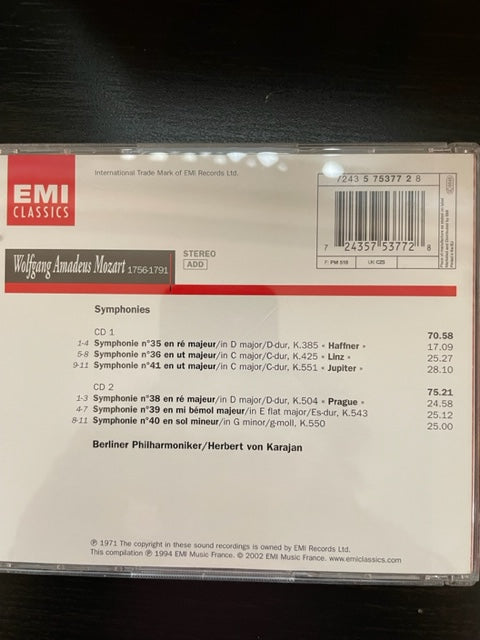 International Trade Mark of EMI Records Ltd.
7243 5 75377 2 8
EMI
CLASSICS
7 24357 53772 8
F: PM 518 UK: CZS
Wolfgang Amadeus Mozart 1756-1791
STEREO
ADD
Symphonies
CD 1 70.58
1-4 Symphonie n°35 en ré majeur/in D major/D-dur, K.385 « Haffner » 17.09
5-8 Symphonie n°36 en ut majeur/in C major/C-dur, K.425 « Linz » 25.27
9-11 Symphonie n°41 en ut majeur/in C major/C-dur, K.551 « Jupiter » 28.10
CD 2 75.21
1-3 Symphonie n°38 en ré majeur/in D major/D-dur, K.504 « Prague » 24.58
4-7 Symphonie n°39 en mi bémol majeur/in E flat major/Es-dur, K.543 25.12
8-11 Symphonie n°40 en sol mineur/in G minor/g-moll, K.550 25.00
Berliner Philharmoniker/Herbert von Karajan
℗ 1971 The copyright in these sound recordings is owned by EMI Records Ltd.
This compilation ℗ 1994 EMI Music France. © 2002 EMI Music France. www.emiclassics.com